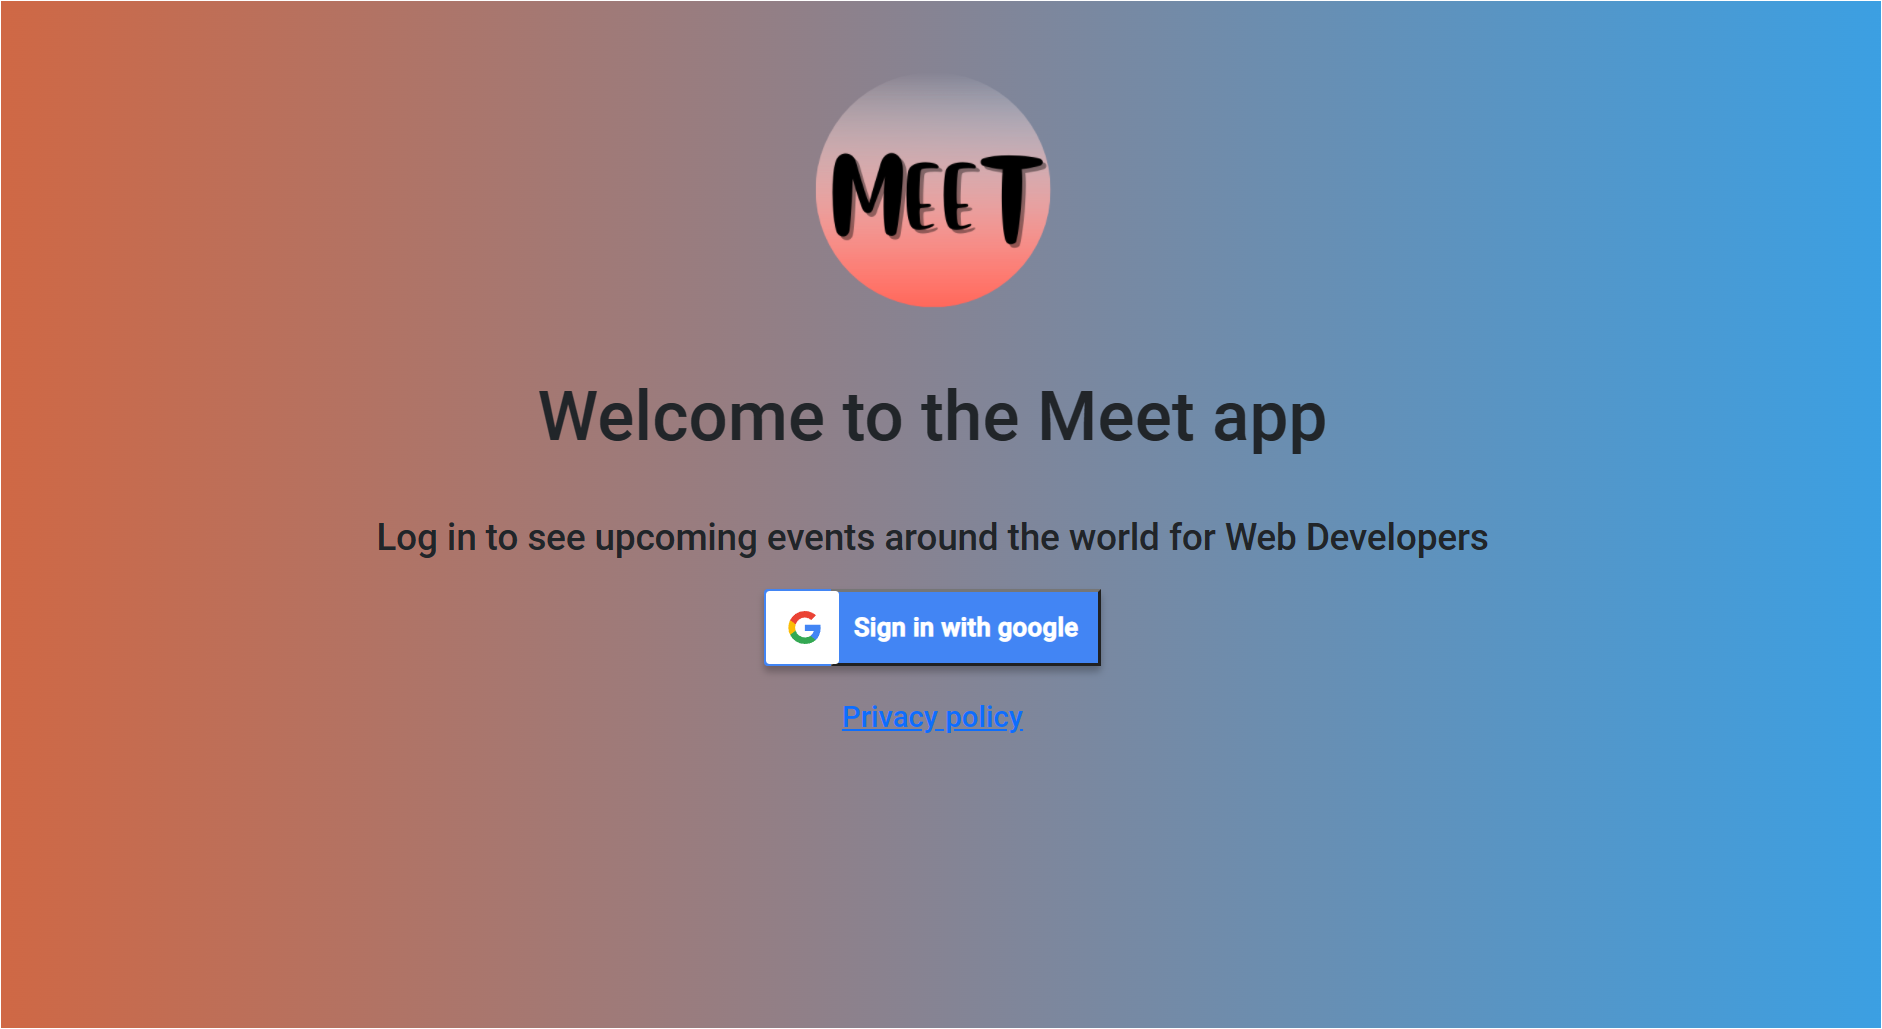 MEET
Welcome to the Meet app
Log in to see upcoming events around the world for Web Developers
Sign in with google
Privacy policy